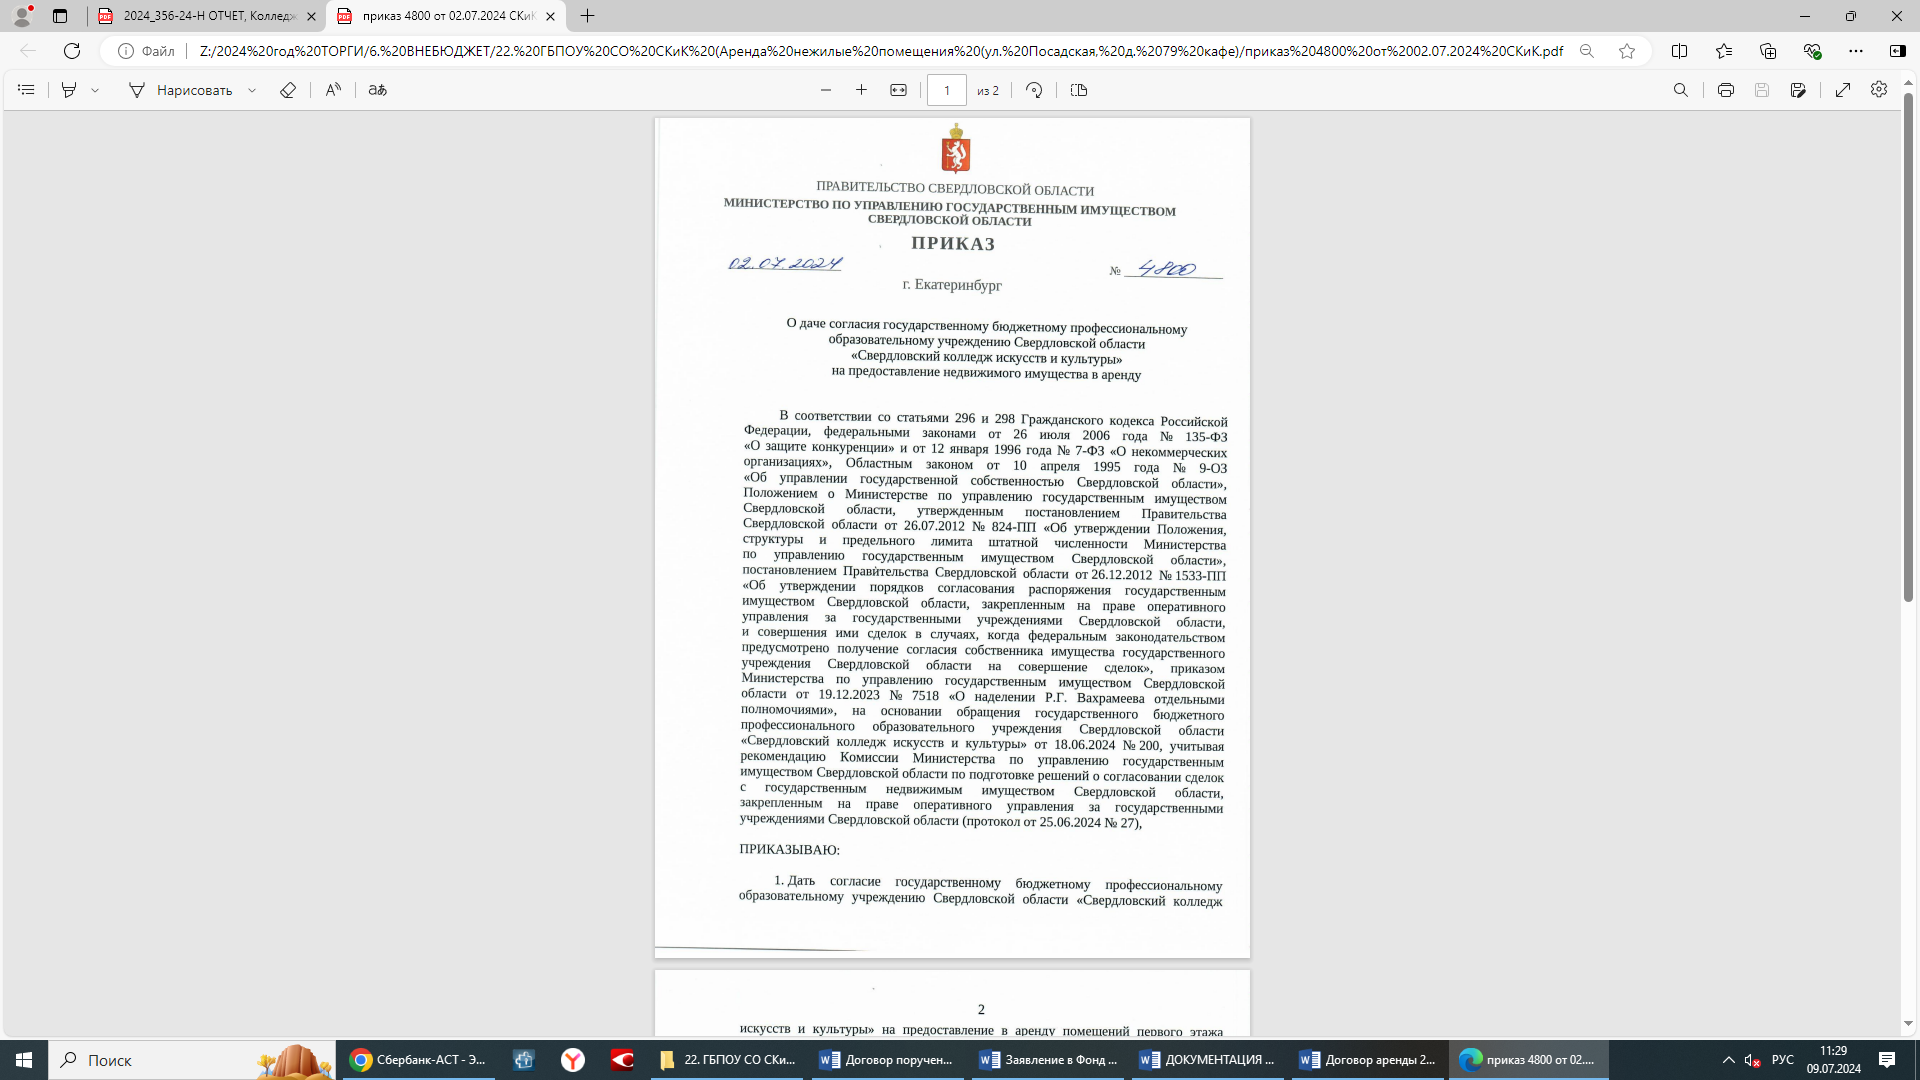 2024_356-24-Н ОТЧЕТ, Колледж
приказ 4800 от 02.07.2024 СКиК
Файл
Z:/2024%20год%20ТОРГИ/6.%20ВНЕБЮДЖЕТ/22.%20ГБПОУ%20СО%20СКиК%20(Аренда%20нежилые%20помещения%20(ул.%20Посадская,%20д.%2079%20кафе)/приказ%204800%20от%2002.07.2024%20СКиК.pdf
Нарисовать
аあ
1
из 2
ПРАВИТЕЛЬСТВО СВЕРДЛОВСКОЙ ОБЛАСТИ
МИНИСТЕРСТВО ПО УПРАВЛЕНИЮ ГОСУДАРСТВЕННЫМ ИМУЩЕСТВОМ
СВЕРДЛОВСКОЙ ОБЛАСТИ
ПРИКАЗ
02.07.2024
№ 4800
г. Екатеринбург
О даче согласия государственному бюджетному профессиональному
образовательному учреждению Свердловской области
«Свердловский колледж искусств и культуры»
на предоставление недвижимого имущества в аренду
В соответствии со статьями 296 и 298 Гражданского кодекса Российской
Федерации, федеральными законами от 26 июля 2006 года № 135-ФЗ
«О защите конкуренции» и от 12 января 1996 года № 7-ФЗ «О некоммерческих
организациях», Областным законом от 10 апреля 1995 года № 9-ОЗ
«Об управлении государственной собственностью Свердловской области»,
Положением о Министерстве по управлению государственным имуществом
Свердловской области, утвержденным постановлением Правительства
Свердловской области от 26.07.2012 № 824-ПП «Об утверждении Положения,
структуры и предельного лимита штатной численности Министерства
по управлению государственным имуществом Свердловской области»,
постановлением Правительства Свердловской области от 26.12.2012 № 1533-ПП
«Об утверждении порядков согласования распоряжения государственным
имуществом Свердловской области, закрепленным на праве оперативного
управления за государственными учреждениями Свердловской области,
и совершения ими сделок в случаях, когда федеральным законодательством
предусмотрено получение согласия собственника имущества государственного
учреждения Свердловской области на совершение сделок», приказом
Министерства по управлению государственным имуществом Свердловской
области от 19.12.2023 № 7518 «О наделении Р.Г. Вахрамеева отдельными
полномочиями», на основании обращения государственного бюджетного
профессионального образовательного учреждения Свердловской области
«Свердловский колледж искусств и культуры» от 18.06.2024 № 200, учитывая
рекомендацию Комиссии Министерства по управлению государственным
имуществом Свердловской области по подготовке решений о согласовании сделок
с государственным недвижимым имуществом Свердловской области,
закрепленным на праве оперативного управления за государственными
учреждениями Свердловской области (протокол от 25.06.2024 № 27),
ПРИКАЗЫВАЮ:
1. Дать согласие государственному бюджетному профессиональному
образовательному учреждению Свердловской области «Свердловский колледж
2
искусств и культуры» на предоставление в аренду помещений первого этажа
Поиск
Сбербанк-АСТ - Э...
22. ГБПОУ СО СКи...
Договор поручен...
Заявление в Фонд ...
ДОКУМЕНТАЦИЯ ...
Договор аренды 2...
приказ 4800 от 02....
РУС
11:29
09.07.2024